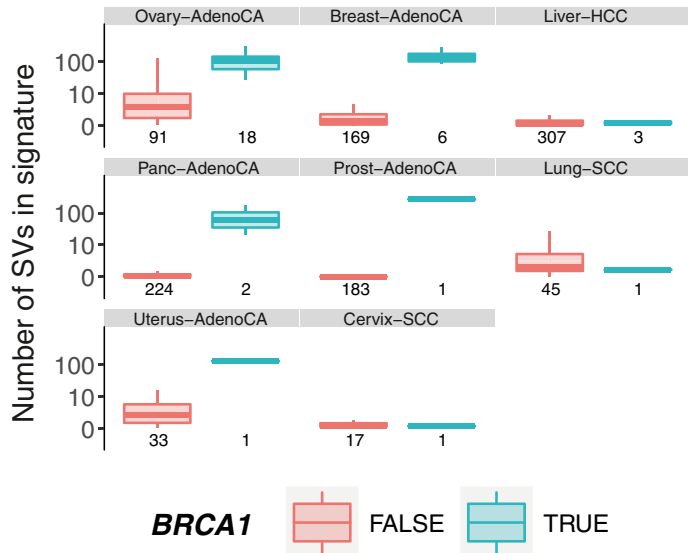 Number of SVs in signature
Ovary–AdenoCA Breast–AdenoCA Liver–HCC
100
10
0
91 18 169 6 307 3
Panc–AdenoCA Prost–AdenoCA Lung–SCC
100
10
0
224 2 183 1 45 1
Uterus–AdenoCA Cervix–SCC
100
10
0
33 1 17 1
BRCA1 FALSE TRUE